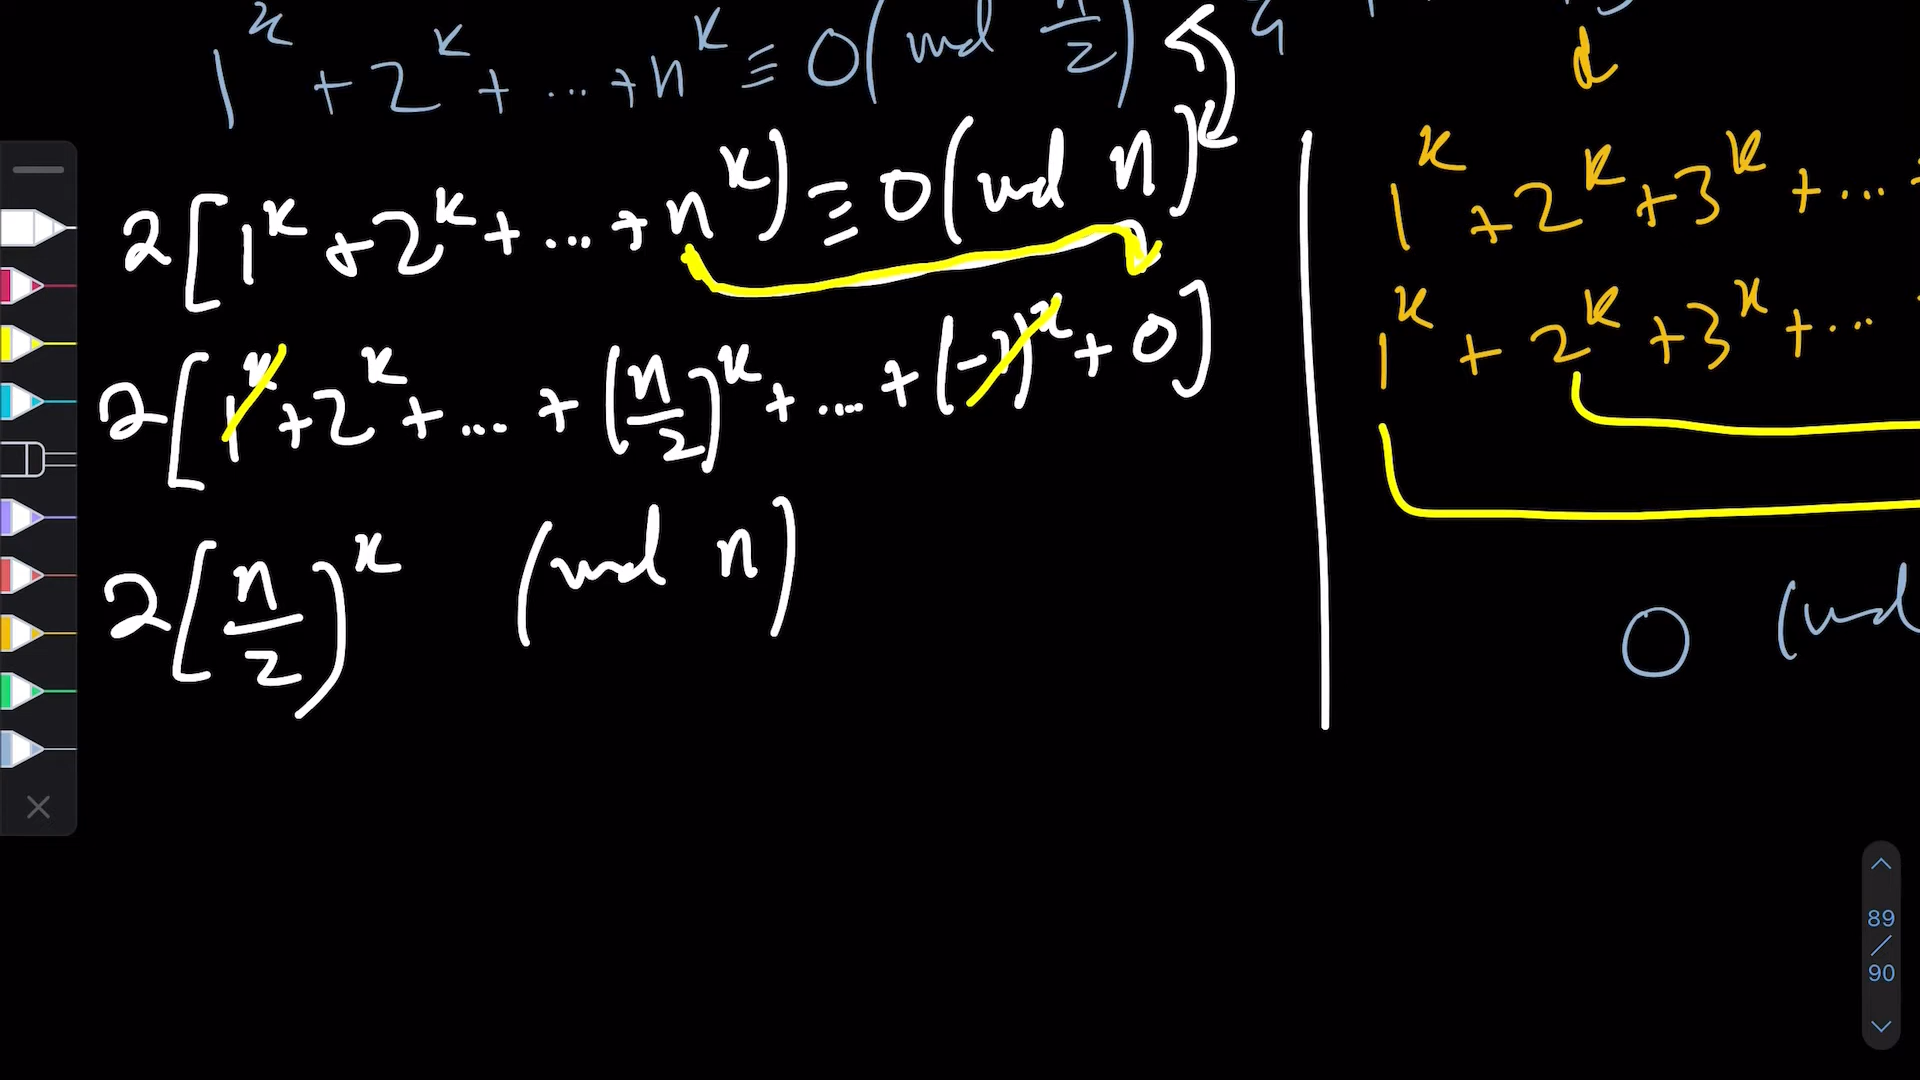 1^k + 2^k + ... + n^k ≡ 0 (mod n/2)
2[1^k + 2^k + ... + n^k) ≡ 0 (mod n)
2[1^k + 2^k + ... + (n/2)^k + .... + (-1)^k + 0]
2[n/2)^k (mod n)
d
1^k + 2^k + 3^k + ...
1^k + 2^k + 3^k + ...
0 (mod
89
/
90